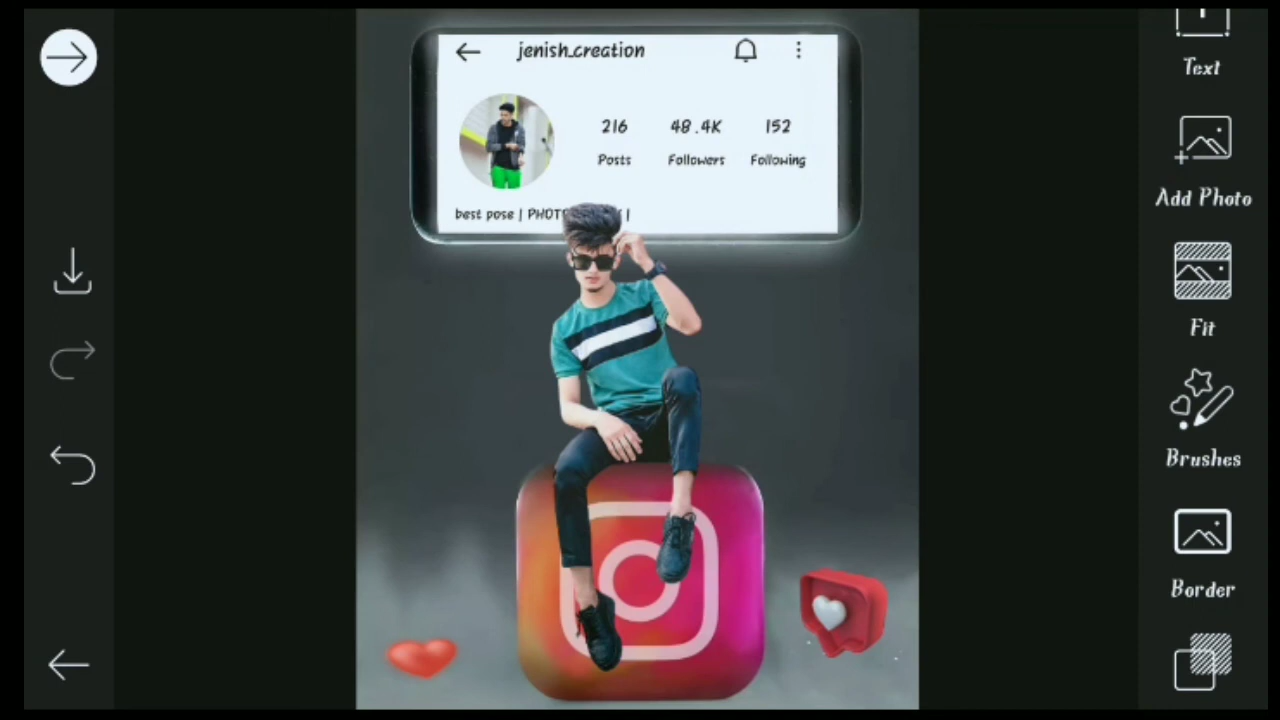 jenish_creation
216 48.4K 152
Posts Followers Following
best pose | PHOT |
Text
Add Photo
Fit
Brushes
Border